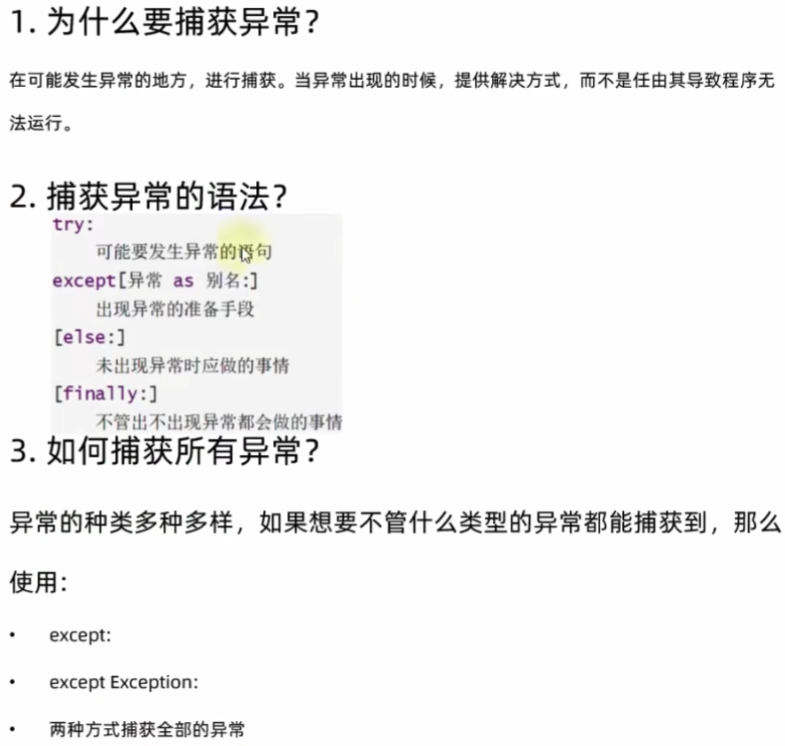 1. 为什么要捕获异常?
在可能发生异常的地方，进行捕获。当异常出现的时候，提供解决方式，而不是任由其导致程序无
法运行。
2. 捕获异常的语法?
try:
可能要发生异常的语句
except[异常 as 别名:]
出现异常的准备手段
[else:]
未出现异常时应做的事情
[finally:]
不管出不出现异常都会做的事情
3. 如何捕获所有异常?
异常的种类多种多样，如果想要不管什么类型的异常都能捕获到，那么
使用:
• except:
• except Exception:
• 两种方式捕获全部的异常